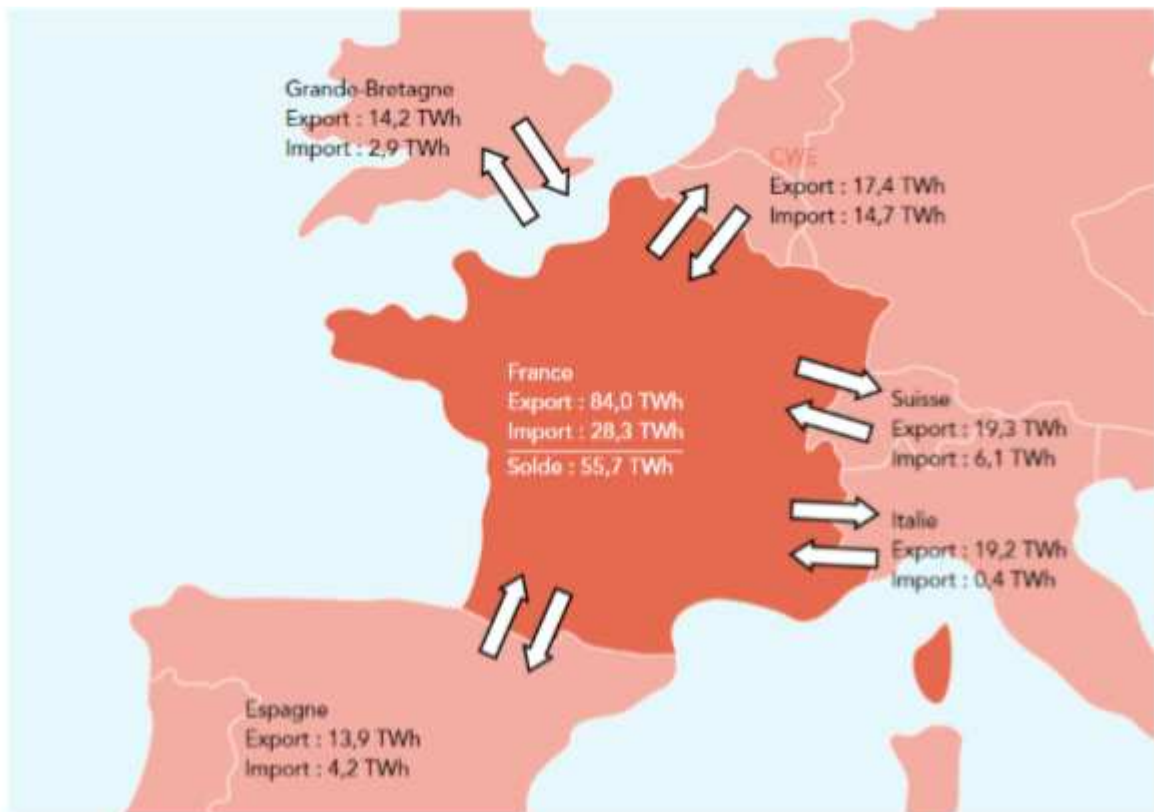 Grande-Bretagne
Export : 14,2 TWh
Import : 2,9 TWh
CWE
Export : 17,4 TWh
Import : 14,7 TWh
France
Export : 84,0 TWh
Import : 28,3 TWh
Solde : 55,7 TWh
Suisse
Export : 19,3 TWh
Import : 6,1 TWh
Italie
Export : 19,2 TWh
Import : 0,4 TWh
Espagne
Export : 13,9 TWh
Import : 4,2 TWh